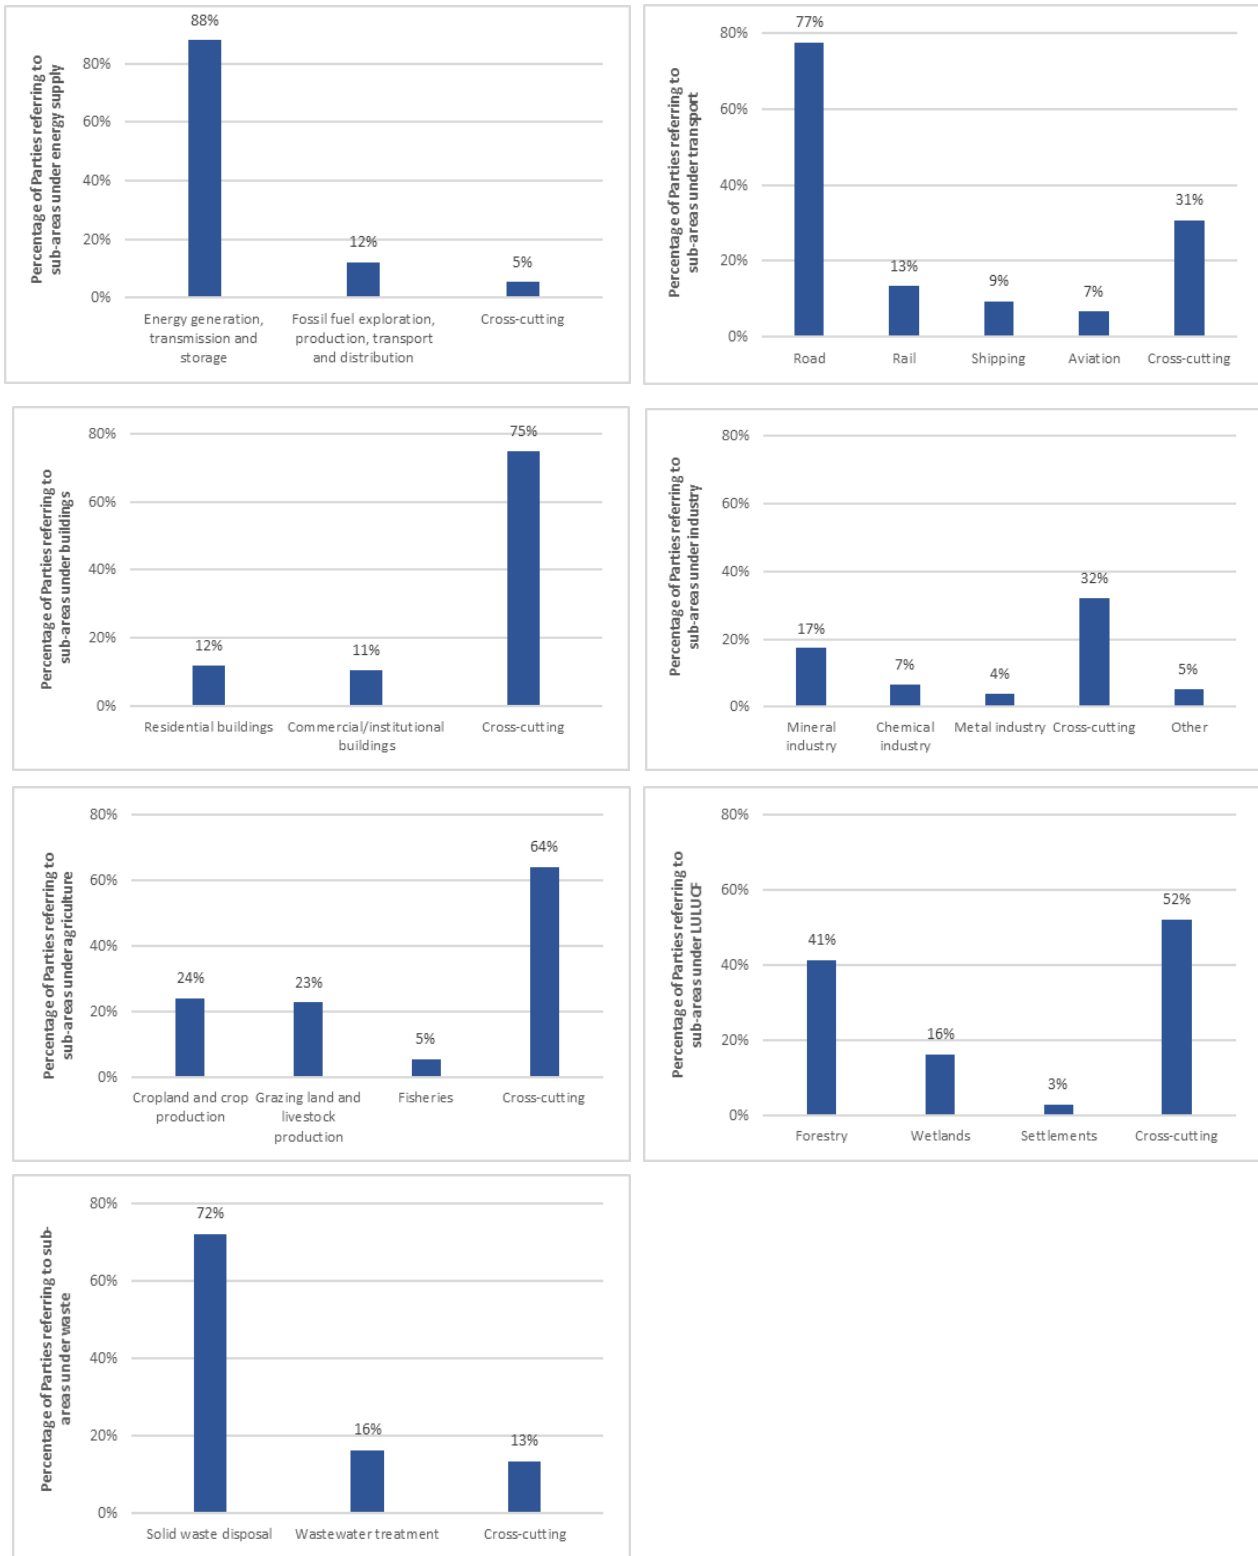 Percentage of Parties referring to
sub-areas under energy supply
88%
80%
60%
40%
20%
0%
12%
5%
Energy generation,
transmission and
storage
Fossil fuel exploration,
production, transport
and distribution
Cross-cutting
Percentage of Parties referring to
sub-areas under transport
77%
80%
60%
40%
20%
0%
13%
9%
7%
31%
Road
Rail
Shipping
Aviation
Cross-cutting
Percentage of Parties referring to
sub-areas under buildings
80%
60%
40%
20%
0%
12%
11%
75%
Residential buildings
Commercial/institutional
buildings
Cross-cutting
Percentage of Parties referring to
sub-areas under industry
80%
60%
40%
20%
0%
17%
7%
4%
32%
5%
Mineral
industry
Chemical
industry
Metal industry
Cross-cutting
Other
Percentage of Parties referring to
sub-areas under agriculture
80%
60%
40%
20%
0%
24%
23%
5%
64%
Cropland and crop
production
Grazing land and
livestock
production
Fisheries
Cross-cutting
Percentage of Parties referring to
sub-areas under LULUCF
80%
60%
40%
20%
0%
41%
16%
3%
52%
Forestry
Wetlands
Settlements
Cross-cutting
Percentage of Parties referring to sub-
areas under waste
80%
60%
40%
20%
0%
72%
16%
13%
Solid waste disposal
Wastewater treatment
Cross-cutting